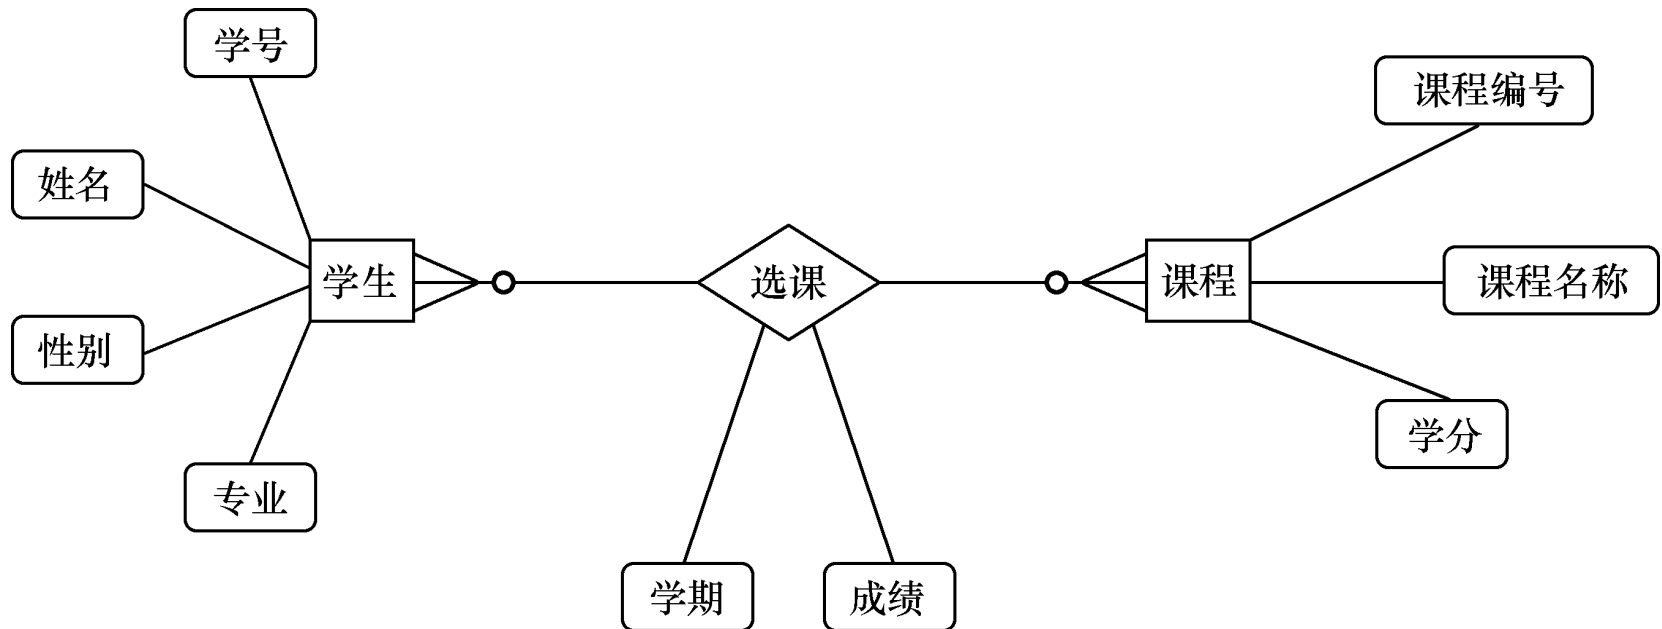 学号
课程编号
姓名
学生
选课
课程
课程名称
性别
学分
专业
学期
成绩